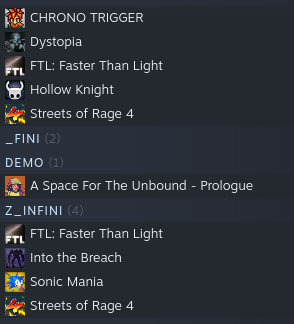 CHRONO TRIGGER
Dystopia
FTL: Faster Than Light
Hollow Knight
Streets of Rage 4
_FINI (2)
DEMO (1)
A Space For The Unbound - Prologue
Z_INFINI (4)
FTL: Faster Than Light
Into the Breach
Sonic Mania
Streets of Rage 4